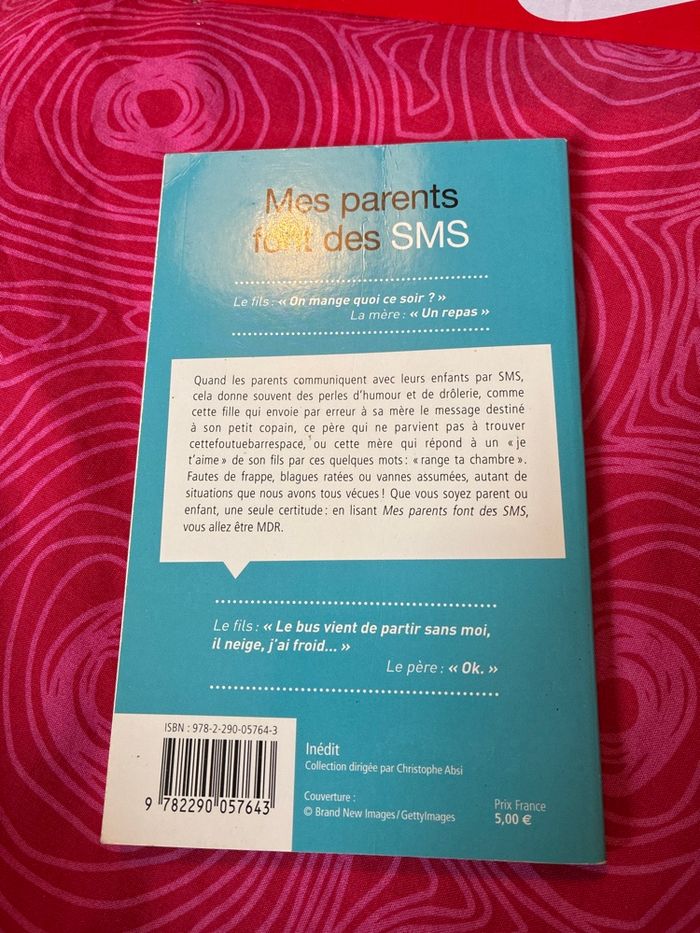 Mes parents
font des SMS
Le fils : « On mange quoi ce soir ? »
La mère : « Un repas »
Quand les parents communiquent avec leurs enfants par SMS,
cela donne souvent des perles d'humour et de drôlerie, comme
cette fille qui envoie par erreur à sa mère le message destiné
à son petit copain, ce père qui ne parvient pas à trouver
cettefoutuebarrespace, ou cette mère qui répond à un « je
t'aime » de son fils par ces quelques mots : « range ta chambre ».
Fautes de frappe, blagues ratées ou vannes assumées, autant de
situations que nous avons tous vécues ! Que vous soyez parent ou
enfant, une seule certitude : en lisant Mes parents font des SMS,
vous allez être MDR.
Le fils : « Le bus vient de partir sans moi,
il neige, j'ai froid... »
Le père : « Ok. »
ISBN : 978-2-290-05764-3
9 782290 057643
Inédit
Collection dirigée par Christophe Absi
Couverture :
© Brand New Images / GettyImages
Prix France
5,00 €